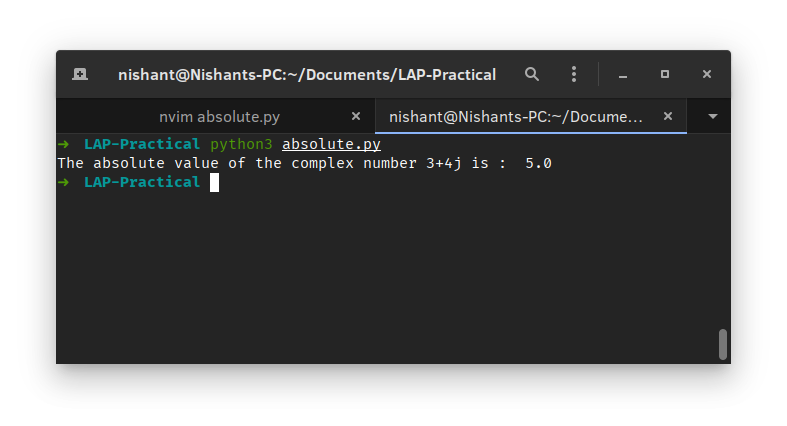 nishant@Nishants-PC:~/Documents/LAP-Practical
nvim absolute.py
nishant@Nishants-PC:~/Docume...
➜ LAP-Practical python3 absolute.py
The absolute value of the complex number 3+4j is :  5.0
➜ LAP-Practical